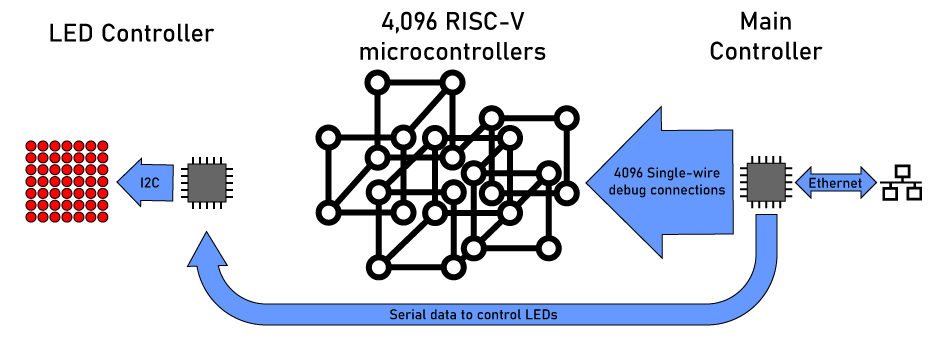 LED Controller
4,096 RISC-V
microcontrollers
Main
Controller
I2C
4096 Single-wire
debug connections
Ethernet
Serial data to control LEDs